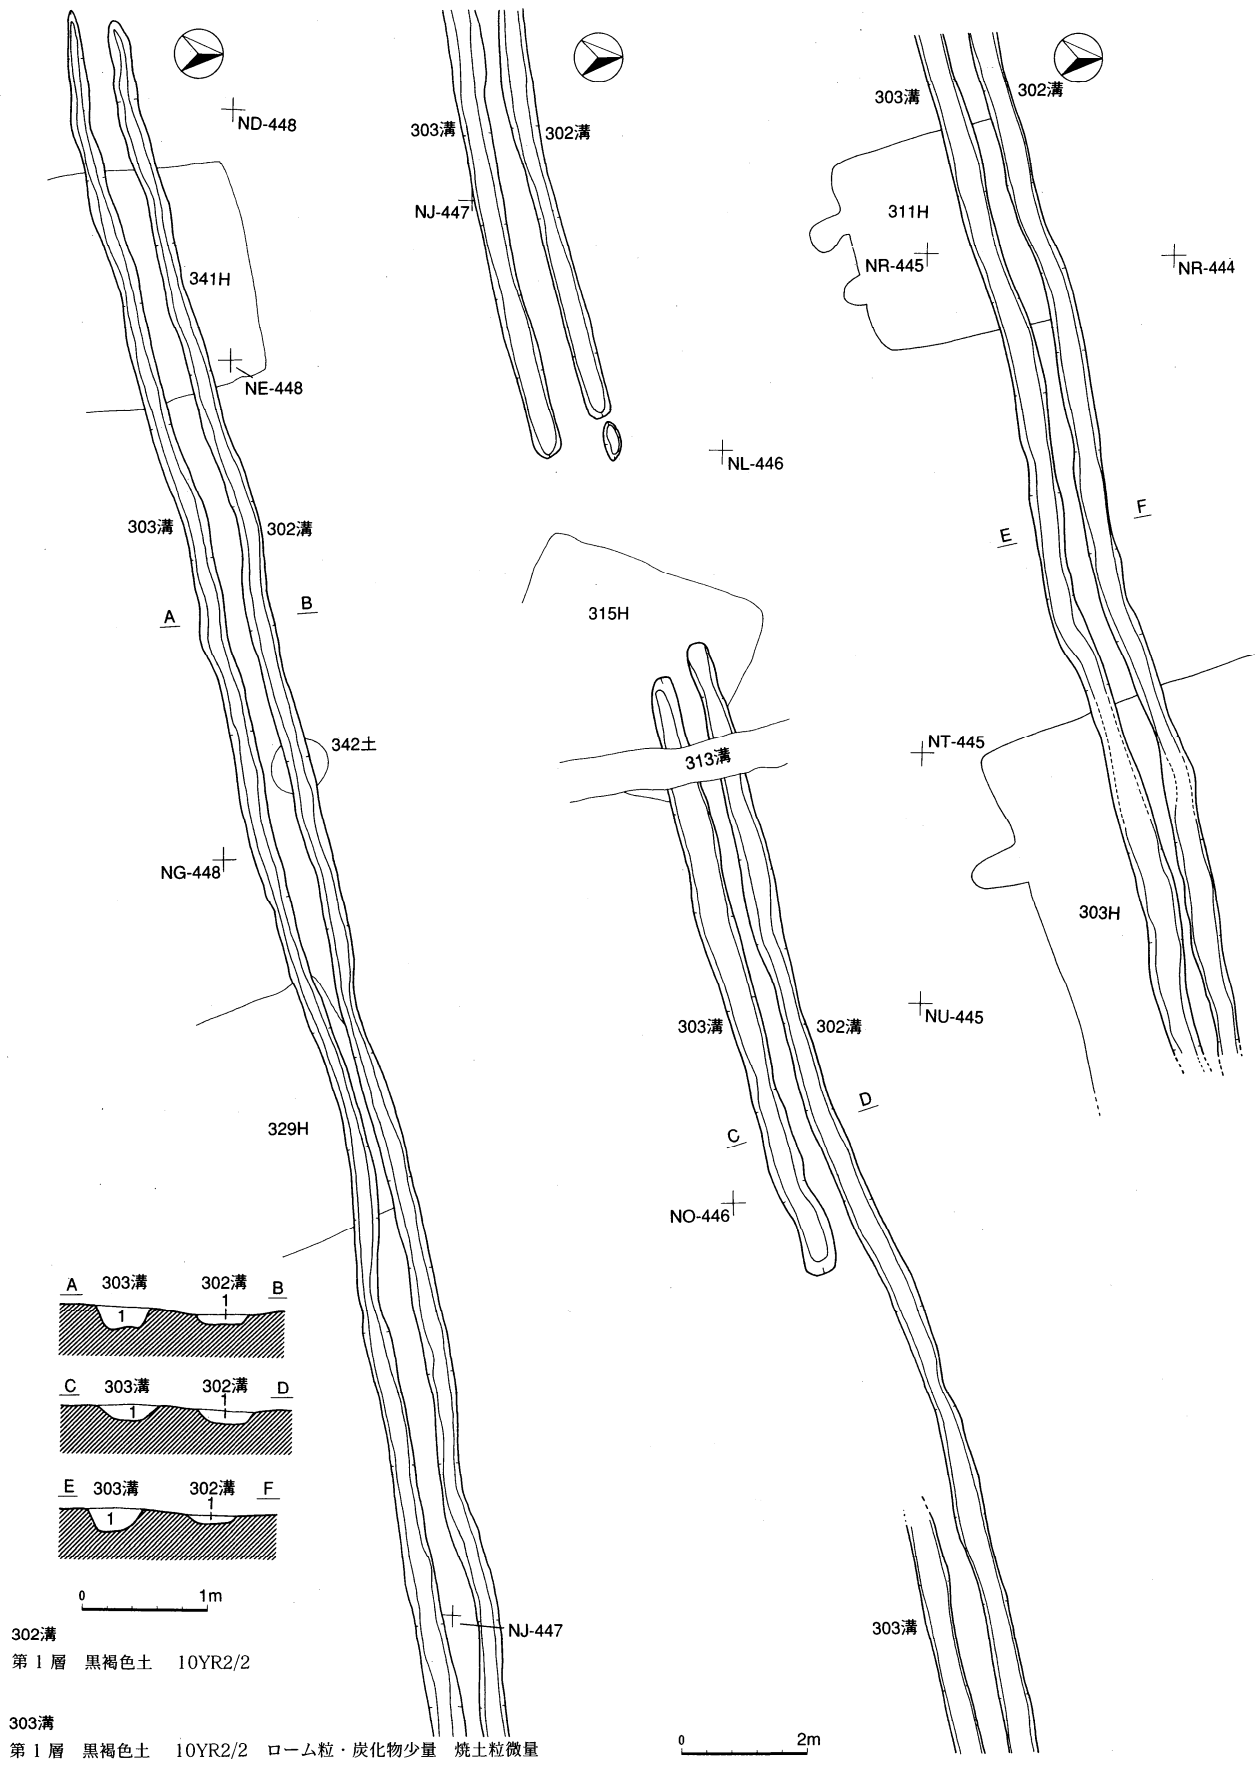 ND-448
341H
NE-448
303溝
302溝
A
B
342土
NG-448
329H
NJ-447
303溝
302溝
NJ-447
NL-446
315H
313溝
303溝
302溝
C
D
NO-446
303溝
303溝
302溝
311H
NR-445
NR-444
E
F
NT-445
303H
NU-445
A 303溝 302溝 B
1 1
C 303溝 302溝 D
1 1
E 303溝 302溝 F
1 1
0 1m
302溝
第1層 黒褐色土 10YR2/2
303溝
第1層 黒褐色土 10YR2/2 ローム粒・炭化物少量 焼土粒微量
0 2m